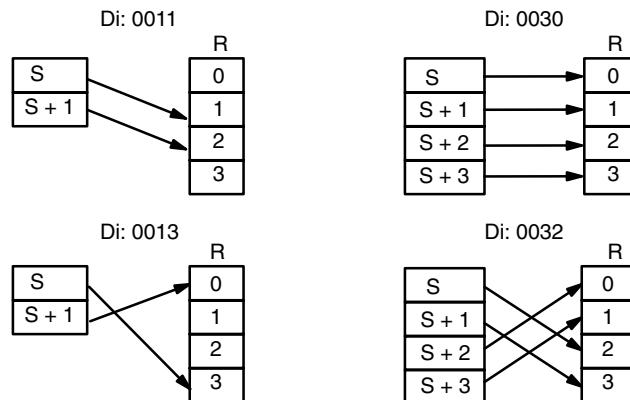 Di: 0011
R
S
S + 1
0
1
2
3
Di: 0030
R
S
S + 1
S + 2
S + 3
0
1
2
3
Di: 0013
R
S
S + 1
0
1
2
3
Di: 0032
R
S
S + 1
S + 2
S + 3
0
1
2
3